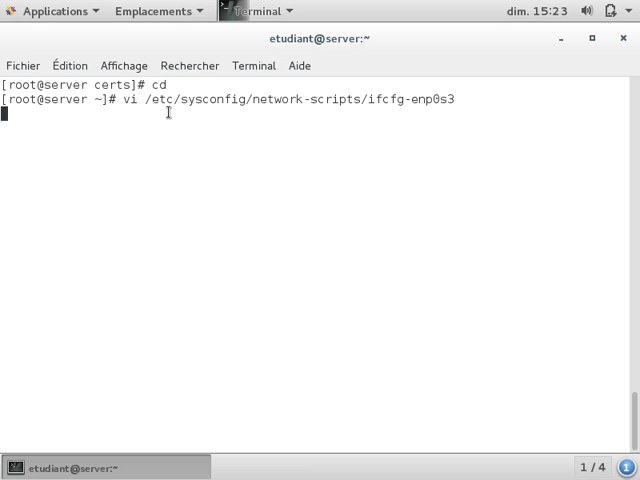 Applications Emplacements Terminal dim. 15:23
etudiant@server:~
Fichier Édition Affichage Rechercher Terminal Aide
[root@server certs]# cd
[root@server ~]# vi /etc/sysconfig/network-scripts/ifcfg-enp0s3
etudiant@server:~ 1 / 4 1